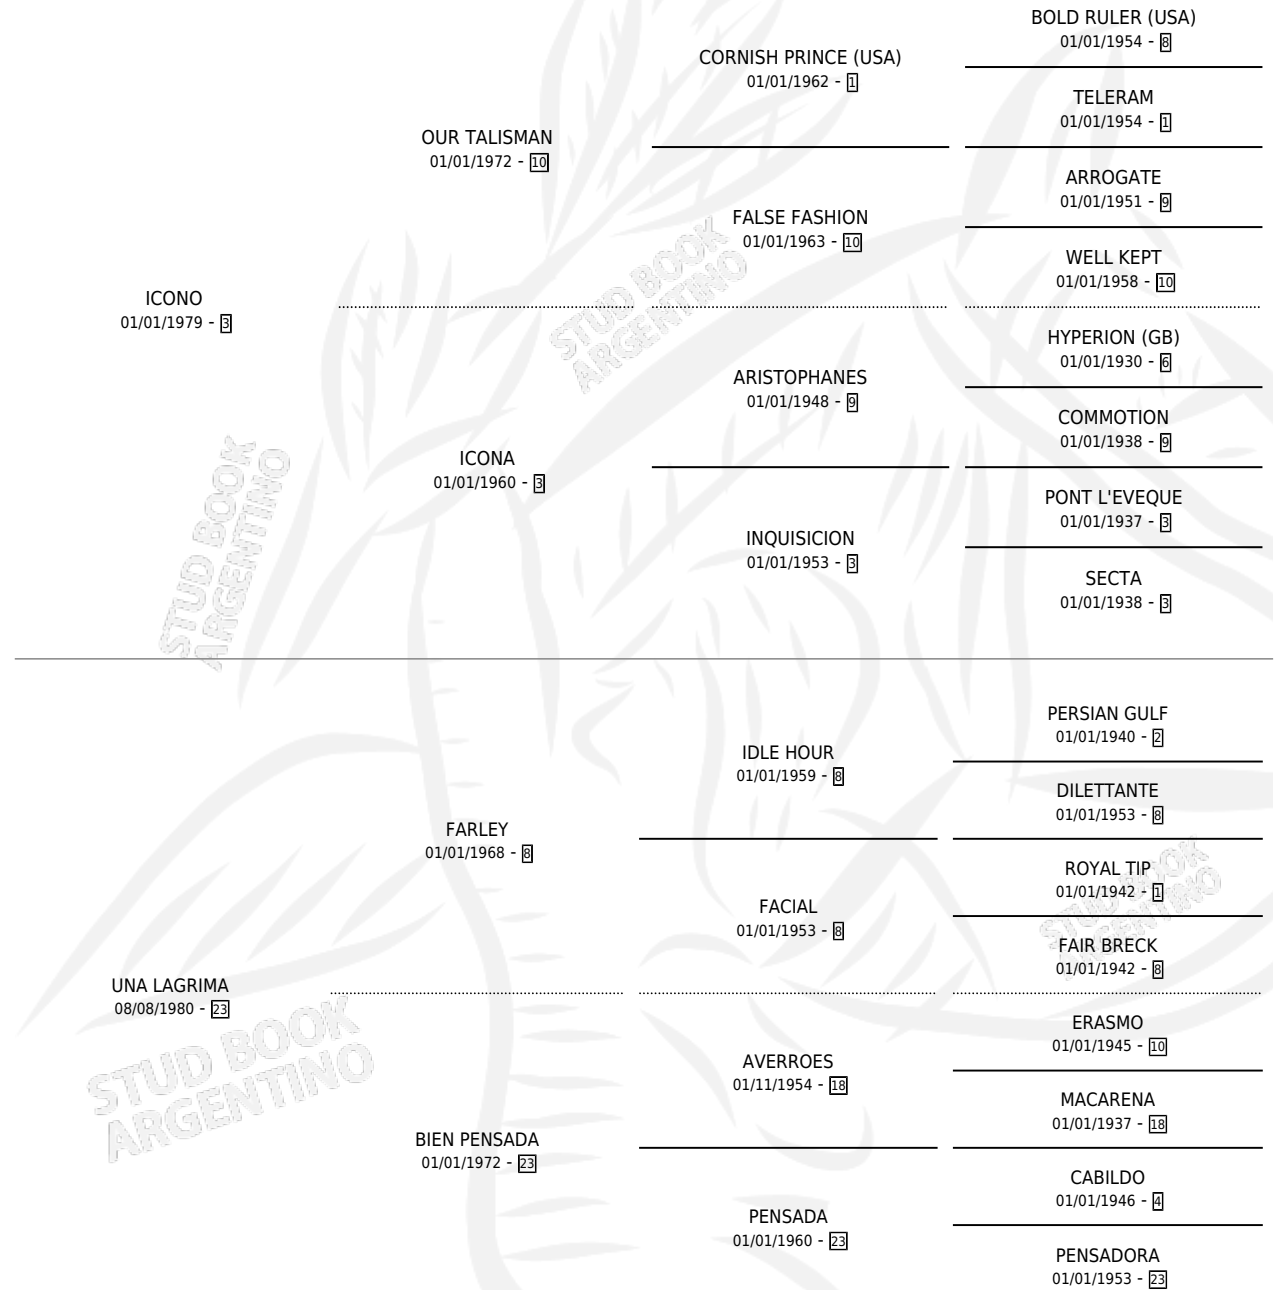 BOLD RULER (USA)
01/01/1954 - 8
CORNISH PRINCE (USA)
01/01/1962 - 1
TELERAM
01/01/1954 - 1
OUR TALISMAN
01/01/1972 - 10
ARROGATE
01/01/1951 - 9
FALSE FASHION
01/01/1963 - 10
WELL KEPT
01/01/1958 - 10
ICONO
01/01/1979 - 3
HYPERION (GB)
01/01/1930 - 6
ARISTOPHANES
01/01/1948 - 9
COMMOTION
01/01/1938 - 9
ICONA
01/01/1960 - 3
PONT L'EVEQUE
01/01/1937 - 3
INQUISICION
01/01/1953 - 3
SECTA
01/01/1938 - 3
STUD BOOK
ARGENTINO
STUD BOOK
ARGENTINO
PERSIAN GULF
01/01/1940 - 2
IDLE HOUR
01/01/1959 - 8
DILETTANTE
01/01/1953 - 8
FARLEY
01/01/1968 - 8
ROYAL TIP
01/01/1942 - 1
FACIAL
01/01/1953 - 8
FAIR BRECK
01/01/1942 - 8
UNA LAGRIMA
08/08/1980 - 23
ERASMO
01/01/1945 - 10
AVERROES
01/11/1954 - 18
MACARENA
01/01/1937 - 18
BIEN PENSADA
01/01/1972 - 23
CABILDO
01/01/1946 - 4
PENSADA
01/01/1960 - 23
PENSADORA
01/01/1953 - 23
STUD BOOK
ARGENTINO
STUD BOOK
ARGENTINO